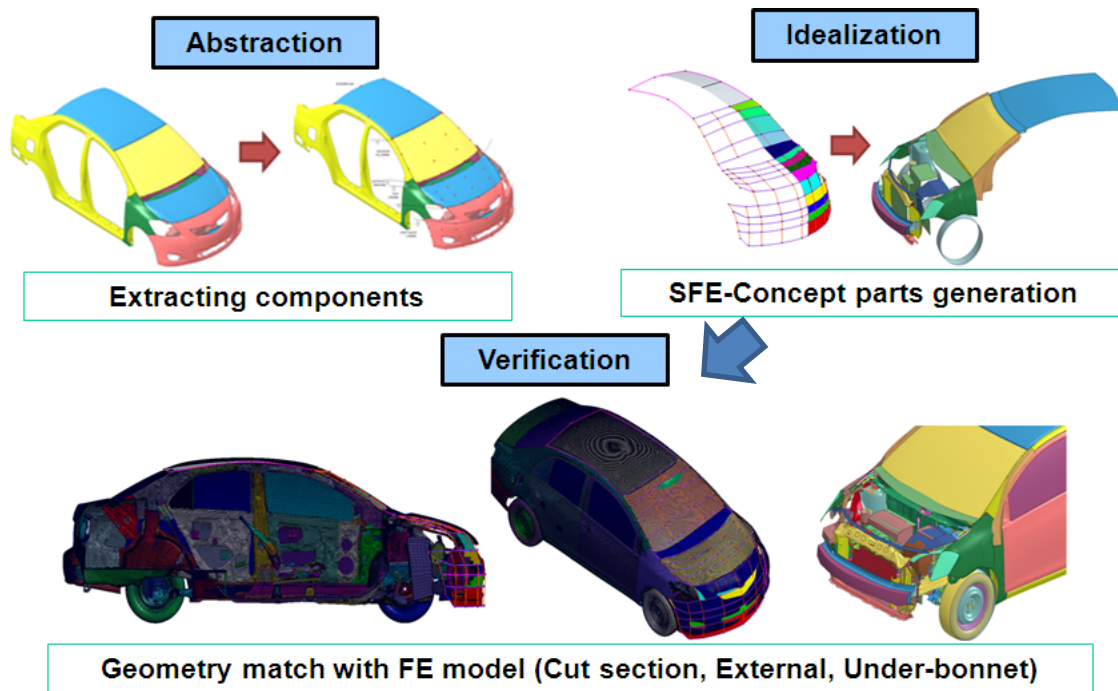 Abstraction
Idealization
Extracting components
SFE-Concept parts generation
Verification
Geometry match with FE model (Cut section, External, Under-bonnet)